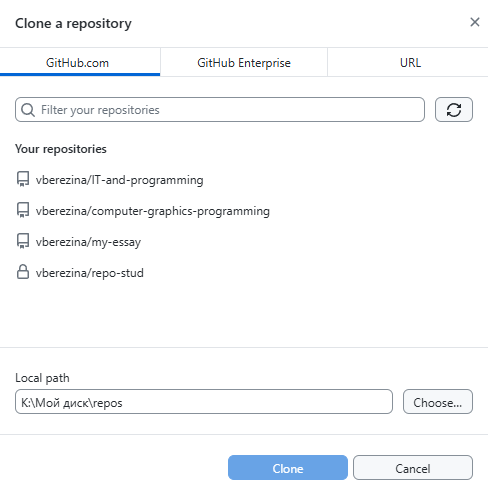 Clone a repository
GitHub.com
GitHub Enterprise
URL
Filter your repositories
Your repositories
vberezina/IT-and-programming
vberezina/computer-graphics-programming
vberezina/my-essay
vberezina/repo-stud
Local path
K:\Мой диск\repos
Choose...
Clone
Cancel